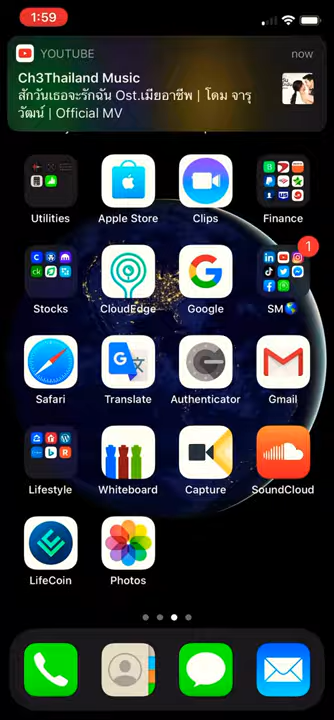 1:59
YOUTUBE
now
Ch3Thailand Music
สักวันเธอจะรักฉัน Ost.เมียอาชีพ | โดม จารุ
วัฒน์ | Official MV
Utilities
Apple Store
Clips
Finance
1
Stocks
CloudEdge
Google
SM🌎
Safari
Translate
Authenticator
Gmail
Lifestyle
Whiteboard
Capture
SoundCloud
LifeCoin
Photos